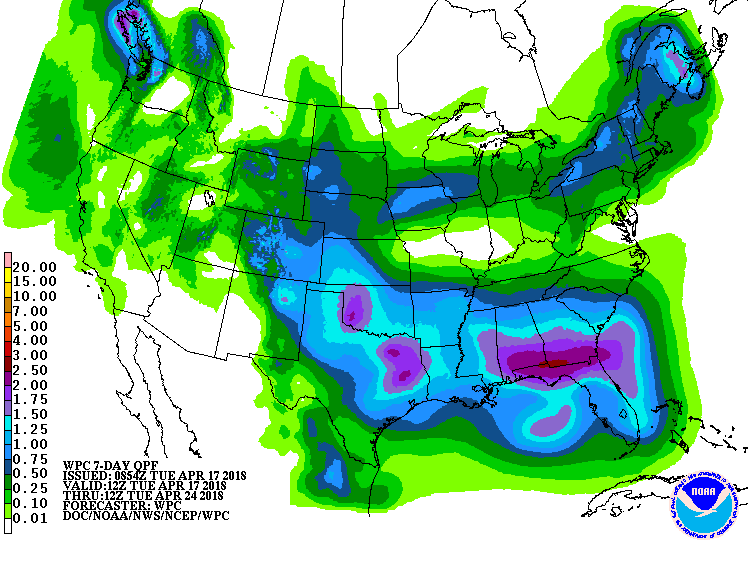 20.00
15.00
10.00
7.00
5.00
4.00
3.00
2.50
2.00
1.75
1.50
1.25
1.00
0.75
0.50
0.25
0.10
0.01
WPC 7-DAY QPF
ISSUED: 0854Z TUE APR 17 2018
VALID:12Z TUE APR 17 2018
THRU:12Z TUE APR 24 2018
FORECASTER: WPC
DOC/NOAA/NWS/NCEP/WPC
NOAA